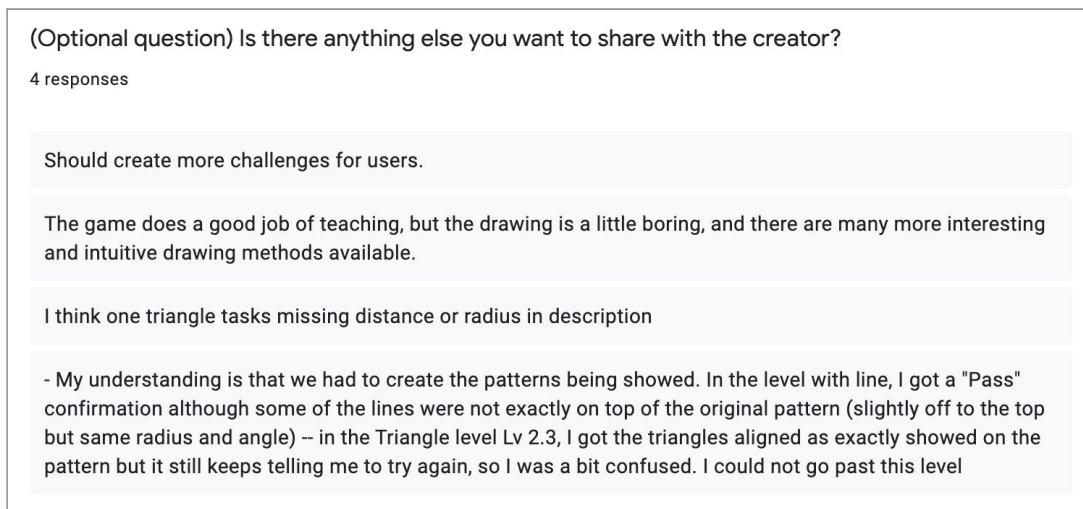 (Optional question) Is there anything else you want to share with the creator?
4 responses
Should create more challenges for users.
The game does a good job of teaching, but the drawing is a little boring, and there are many more interesting
and intuitive drawing methods available.
I think one triangle tasks missing distance or radius in description
- My understanding is that we had to create the patterns being showed. In the level with line, I got a "Pass"
confirmation although some of the lines were not exactly on top of the original pattern (slightly off to the top
but same radius and angle) -- in the Triangle level Lv 2.3, I got the triangles aligned as exactly showed on the
pattern but it still keeps telling me to try again, so I was a bit confused. I could not go past this level